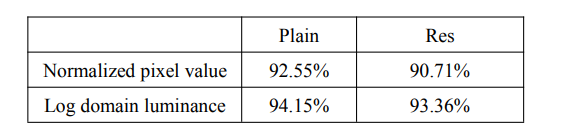 Plain Res
Normalized pixel value 92.55% 90.71%
Log domain luminance 94.15% 93.36%